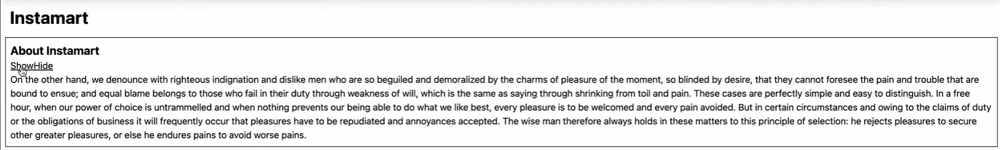 Instamart
About Instamart
ShowHide
On the other hand, we denounce with righteous indignation and dislike men who are so beguiled and demoralized by the charms of pleasure of the moment, so blinded by desire, that they cannot foresee the pain and trouble that are
bound to ensue; and equal blame belongs to those who fail in their duty through weakness of will, which is the same as saying through shrinking from toil and pain. These cases are perfectly simple and easy to distinguish. In a free
hour, when our power of choice is untrammelled and when nothing prevents our being able to do what we like best, every pleasure is to be welcomed and every pain avoided. But in certain circumstances and owing to the claims of duty
or the obligations of business it will frequently occur that pleasures have to be repudiated and annoyances accepted. The wise man therefore always holds in these matters to this principle of selection: he rejects pleasures to secure
other greater pleasures, or else he endures pains to avoid worse pains.